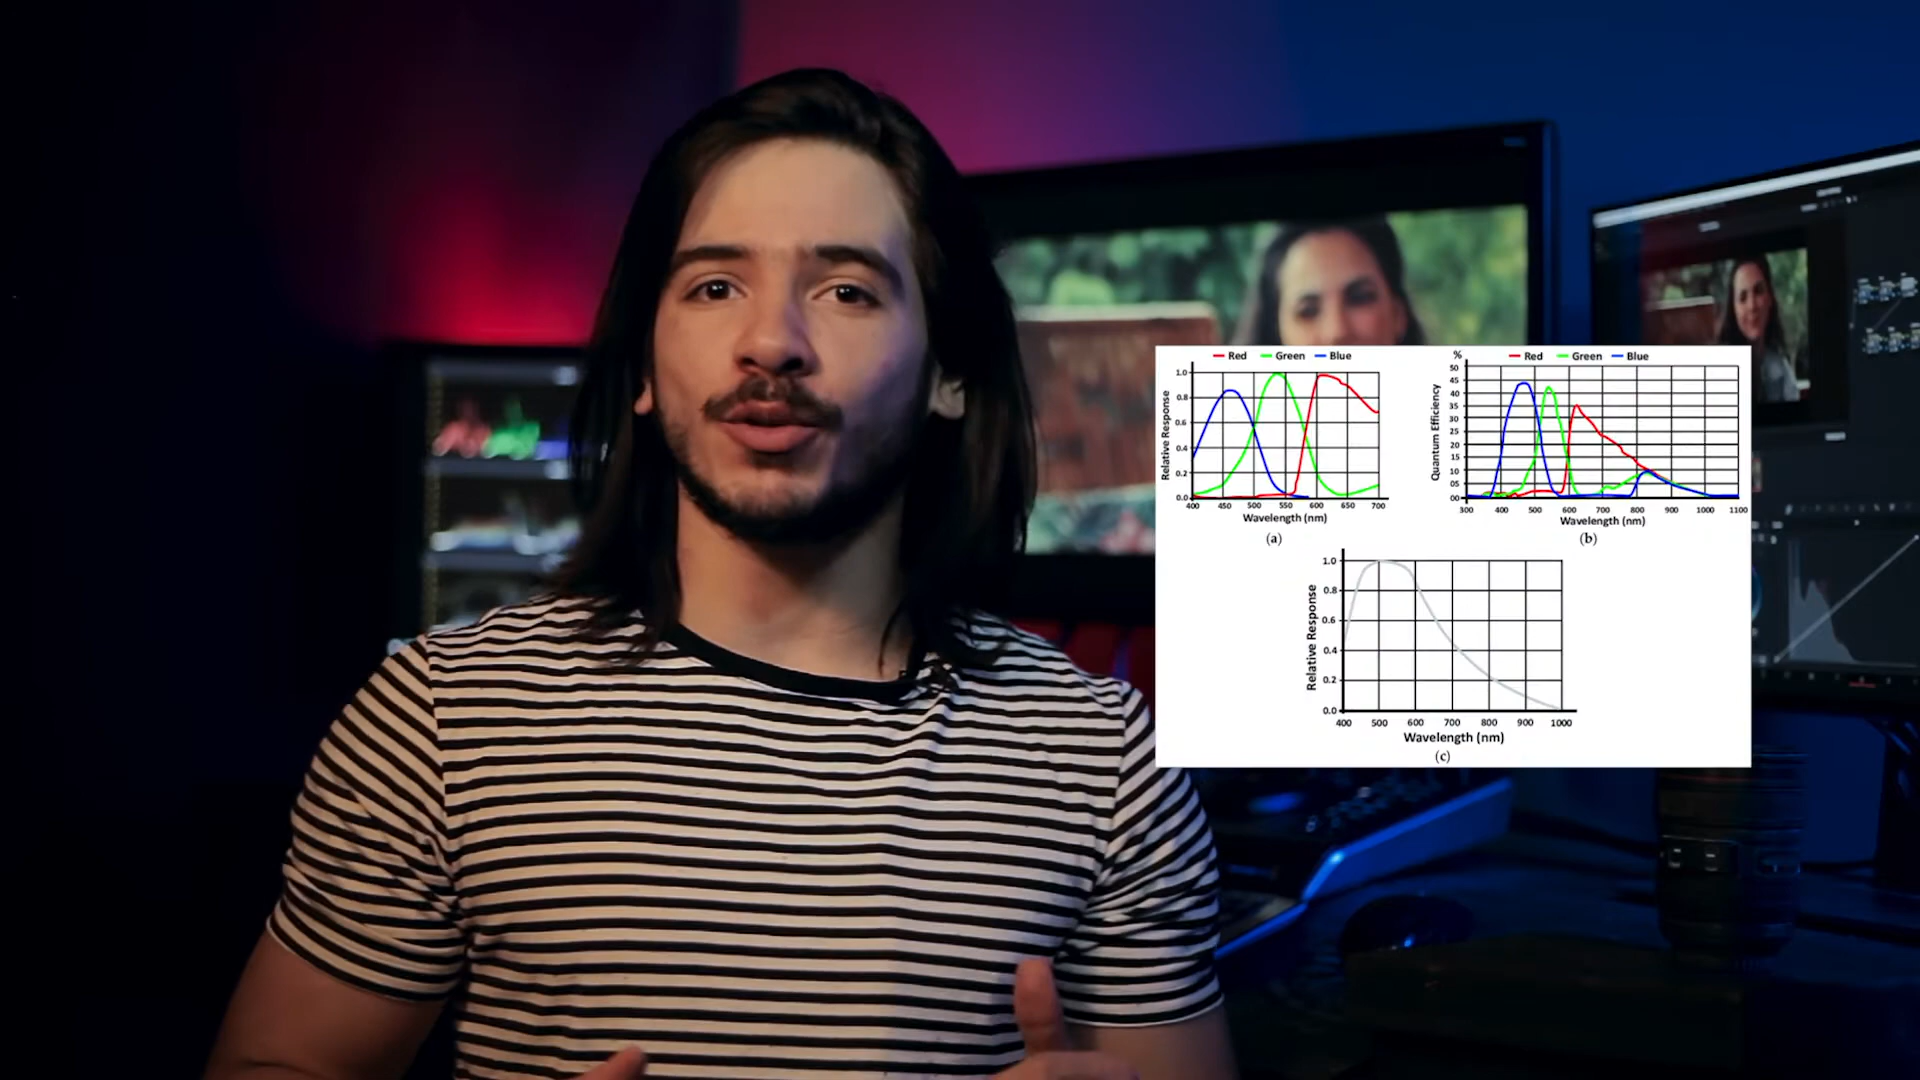 Red Green Blue
Relative Response
1.0
0.8
0.6
0.4
0.2
0.0
400 450 500 550 600 650 700
Wavelength (nm)
(a)
% Red Green Blue
Quantum Efficiency
50
45
40
35
30
25
20
15
10
05
00
300 400 500 600 700 800 900 1000 1100
Wavelength (nm)
(b)
Relative Response
1.0
0.8
0.6
0.4
0.2
0.0
400 500 600 700 800 900 1000
Wavelength (nm)
(c)